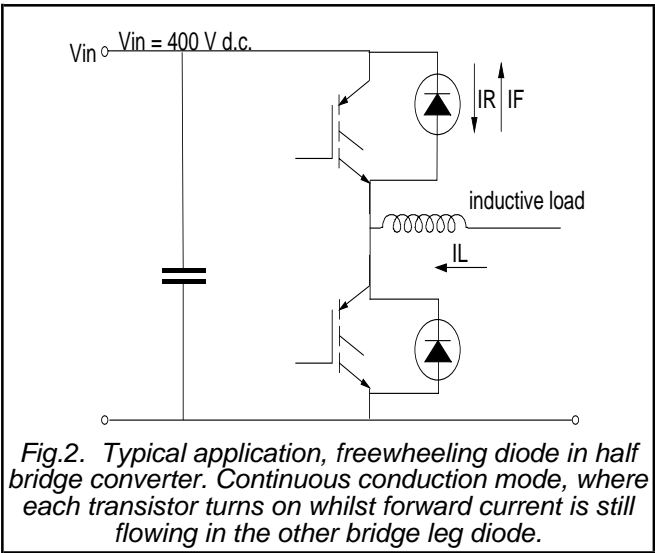 Vin
Vin = 400 V d.c.
IR
IF
inductive load
IL
Fig.2. Typical application, freewheeling diode in half
bridge converter. Continuous conduction mode, where
each transistor turns on whilst forward current is still
flowing in the other bridge leg diode.